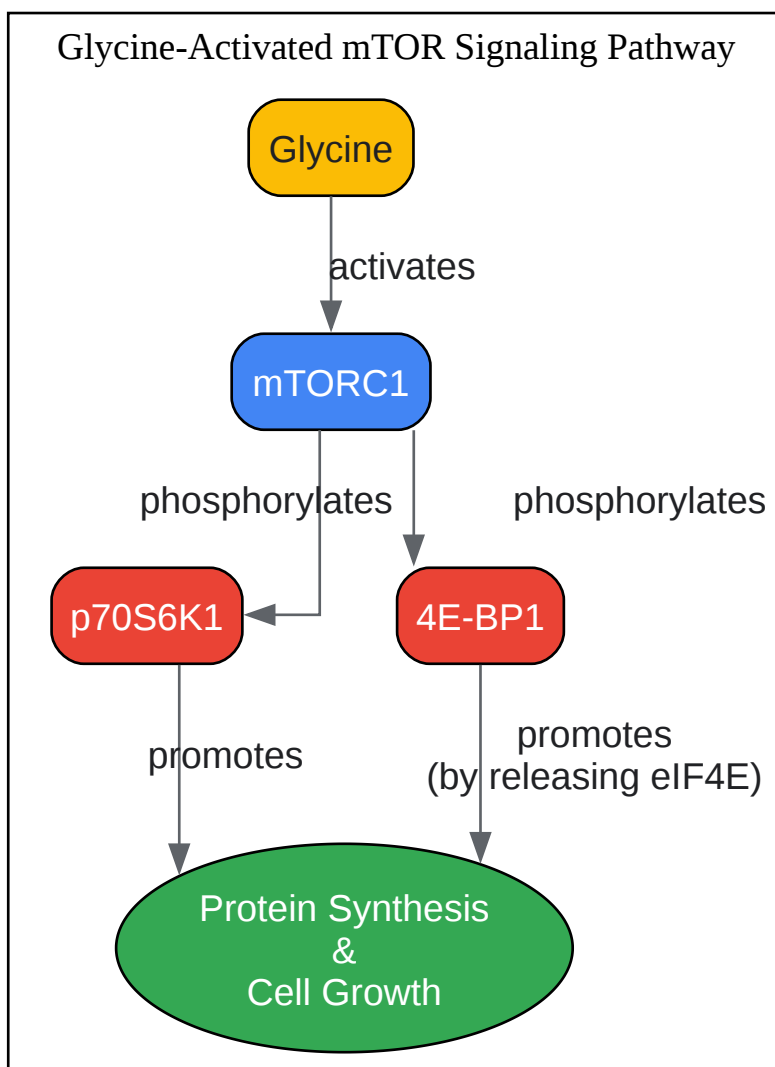 Glycine-Activated mTOR Signaling Pathway
Glycine
activates
mTORC1
phosphorylates
phosphorylates
p70S6K1
4E-BP1
promotes
promotes
(by releasing eIF4E)
Protein Synthesis
&
Cell Growth